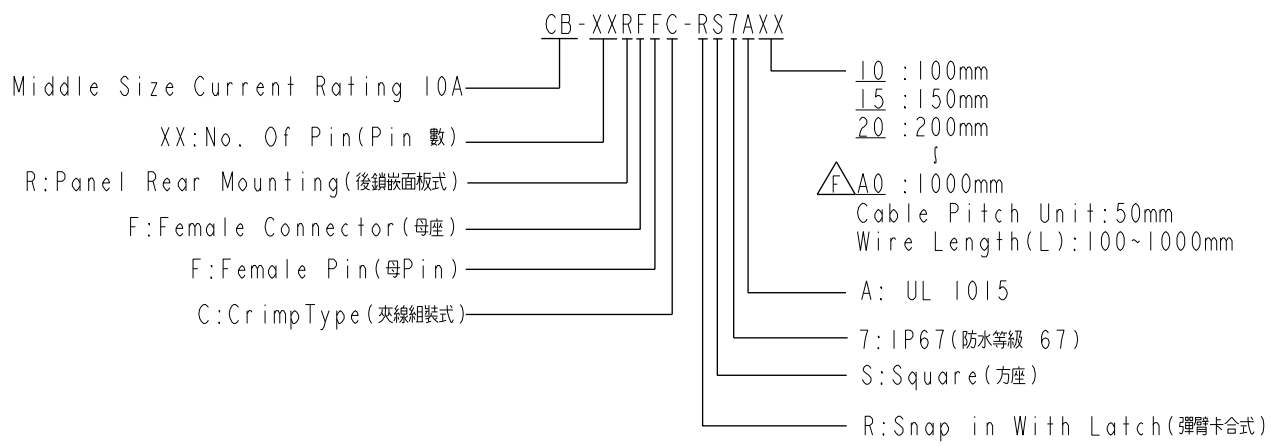 CB-XXRFFC-RS7AXX
Middle Size Current Rating 10A
XX:No. Of Pin(Pin 數)
R:Panel Rear Mounting(後鎖嵌面板式)
F:Female Connector(母座)
F:Female Pin(母Pin)
C:CrimpType(夾線組裝式)
10 :100mm
15 :150mm
20 :200mm
∫
F A0 :1000mm
Cable Pitch Unit:50mm
Wire Length(L):100~1000mm
A: UL 1015
7:IP67(防水等級 67)
S:Square(方座)
R:Snap in With Latch(彈臂卡合式)